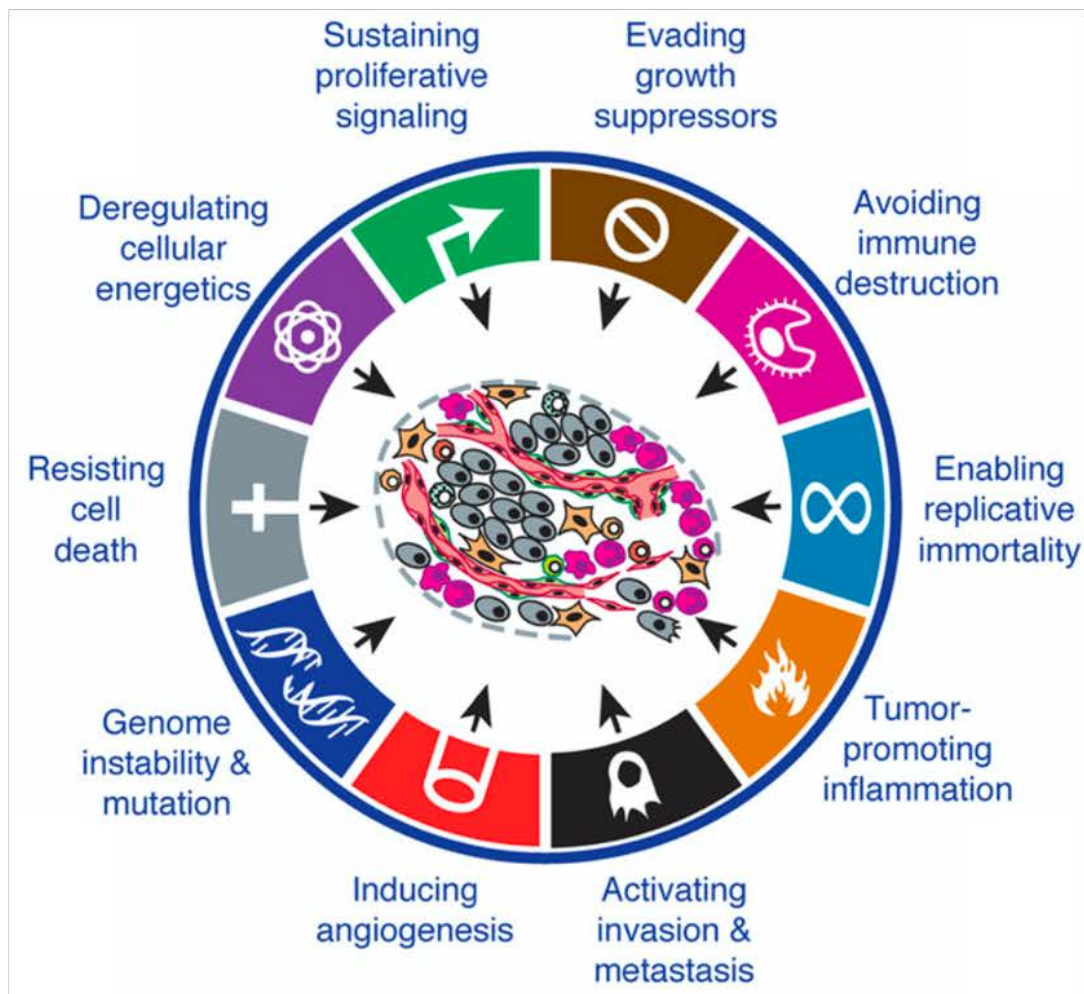 Sustaining
proliferative
signaling
Evading
growth
suppressors
Deregulating
cellular
energetics
Avoiding
immune
destruction
Resisting
cell
death
Enabling
replicative
immortality
Genome
instability &
mutation
Tumor-
promoting
inflammation
Inducing
angiogenesis
Activating
invasion &
metastasis